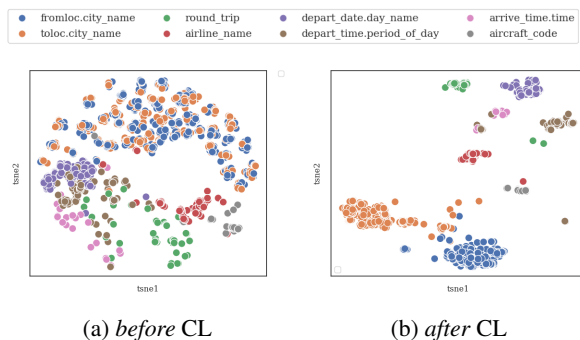 fromloc.city_name round_trip depart_date.day_name arrive_time.time
toloc.city_name airline_name depart_time.period_of_day aircraft_code
tsne2
tsne1
tsne2
tsne1
(a) before CL
(b) after CL